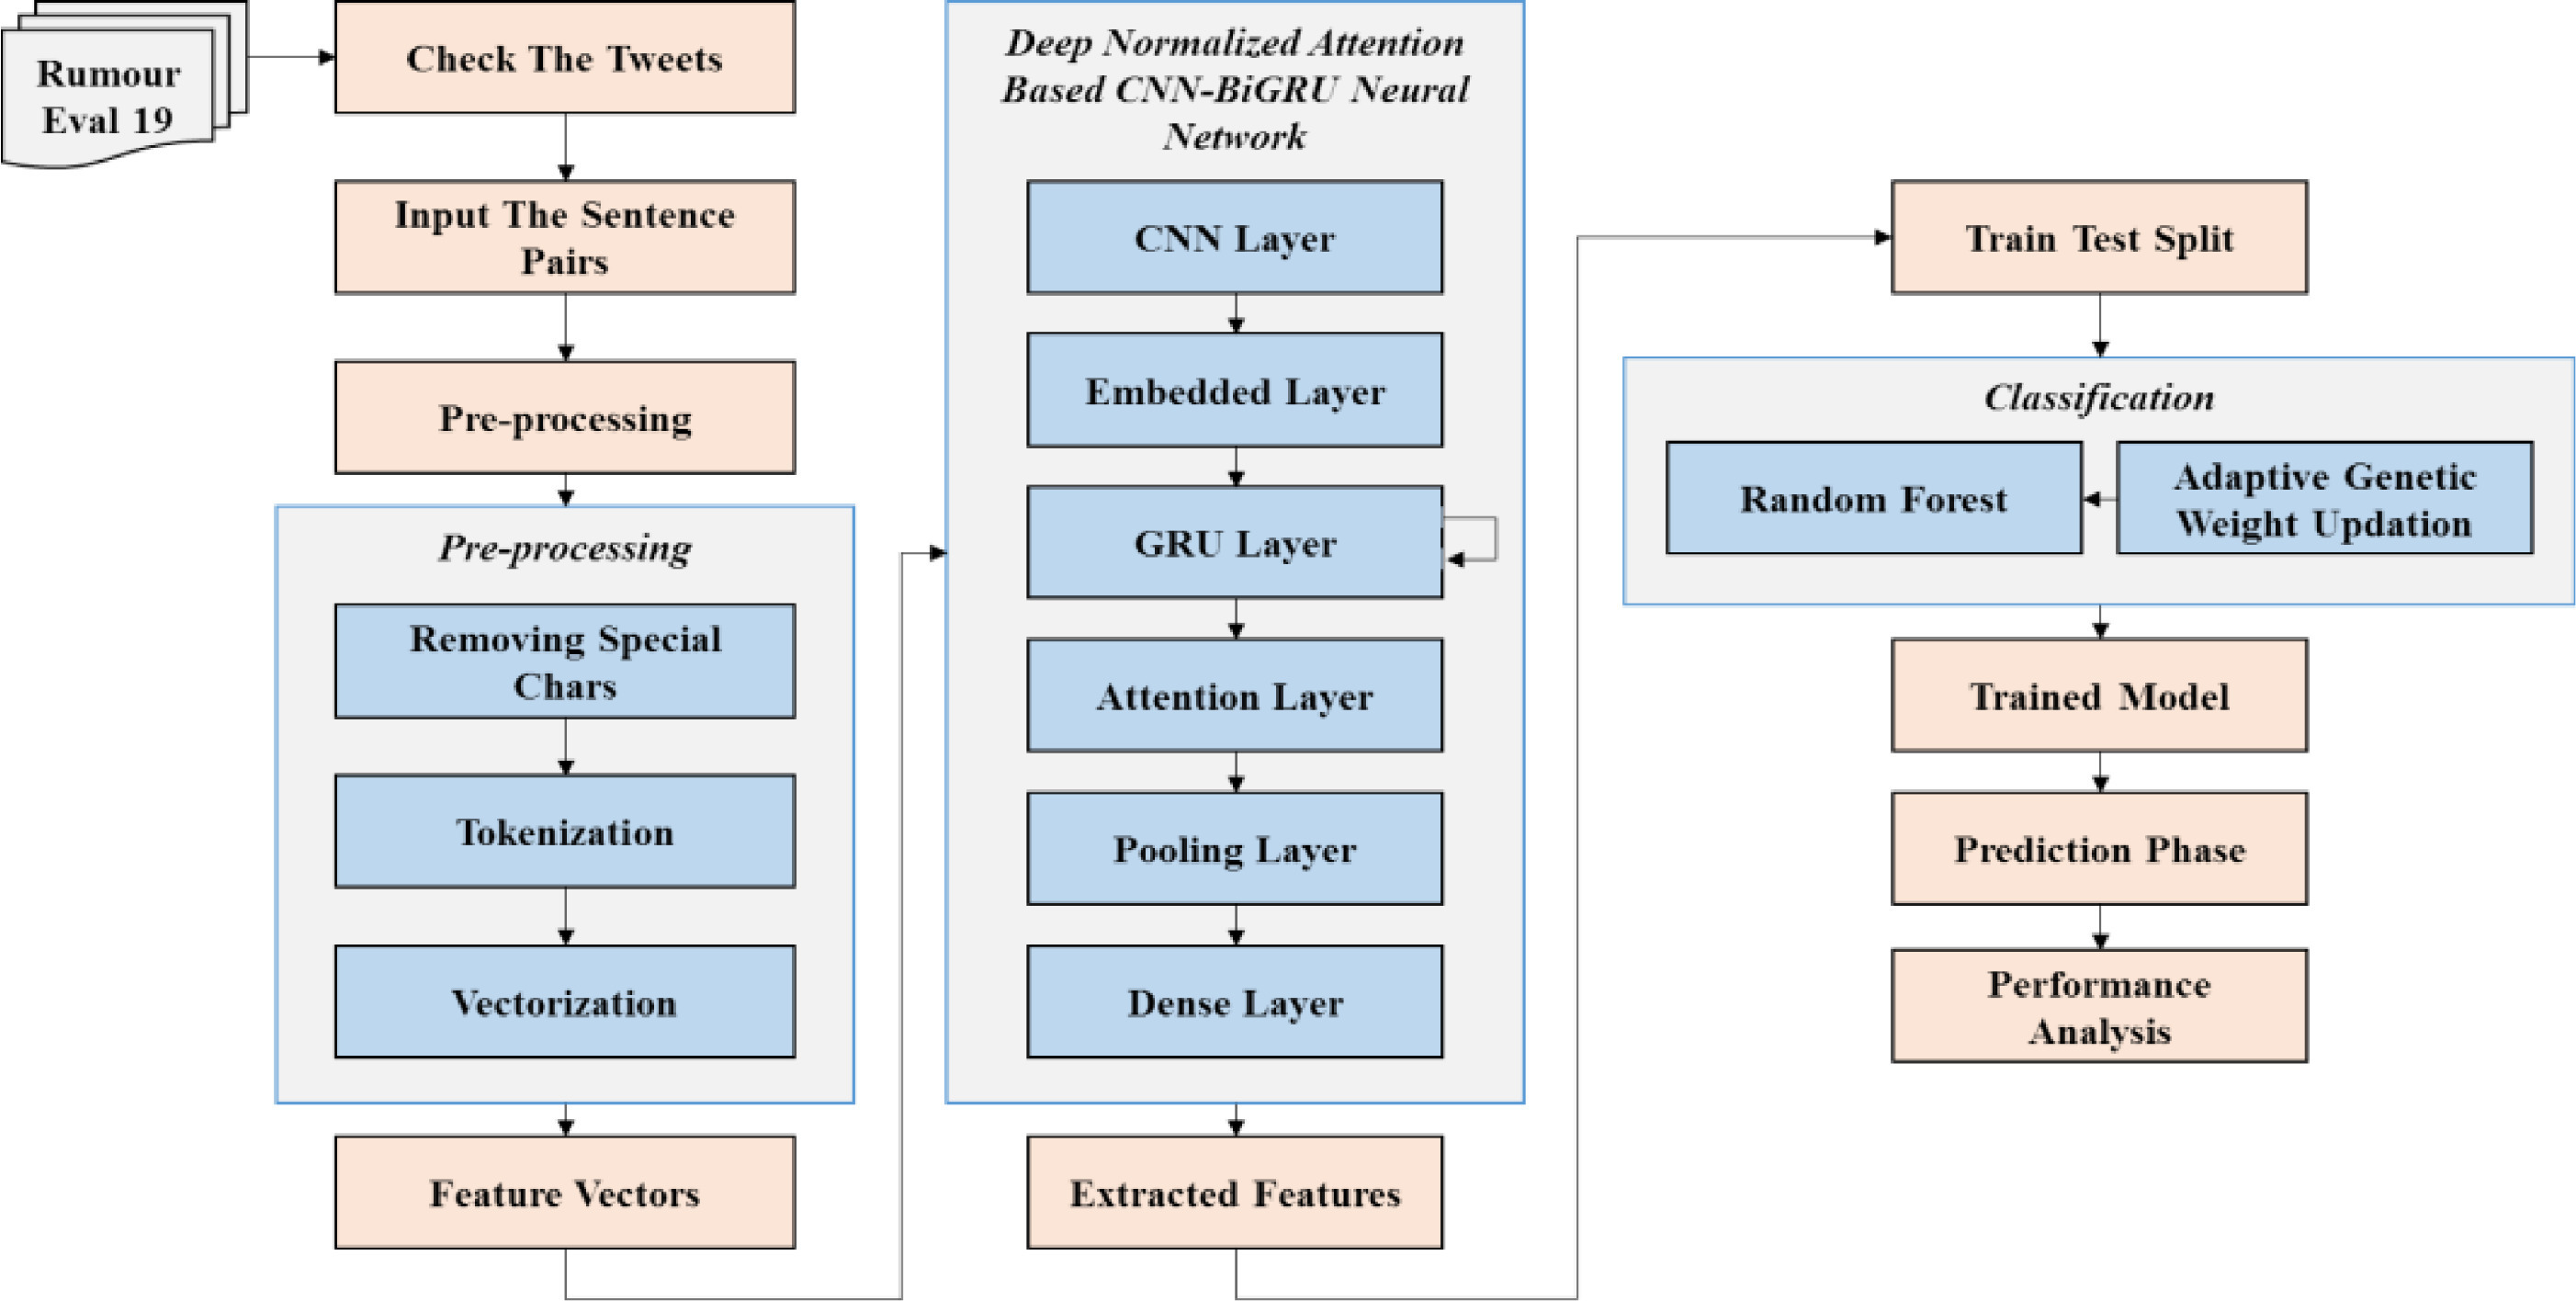 Rumour
Eval 19
Check The Tweets
Input The Sentence
Pairs
Pre-processing
Pre-processing
Removing Special
Chars
Tokenization
Vectorization
Feature Vectors
Deep Normalized Attention
Based CNN-BiGRU Neural
Network
CNN Layer
Embedded Layer
GRU Layer
Attention Layer
Pooling Layer
Dense Layer
Extracted Features
Train Test Split
Classification
Random Forest
Adaptive Genetic
Weight Updation
Trained Model
Prediction Phase
Performance
Analysis